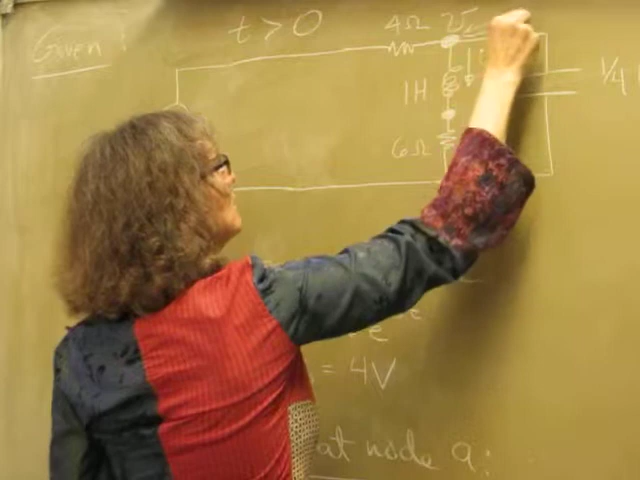 Given
t > 0
4Ω
1H
1/4
6Ω
e
e
= 4V
at node a: